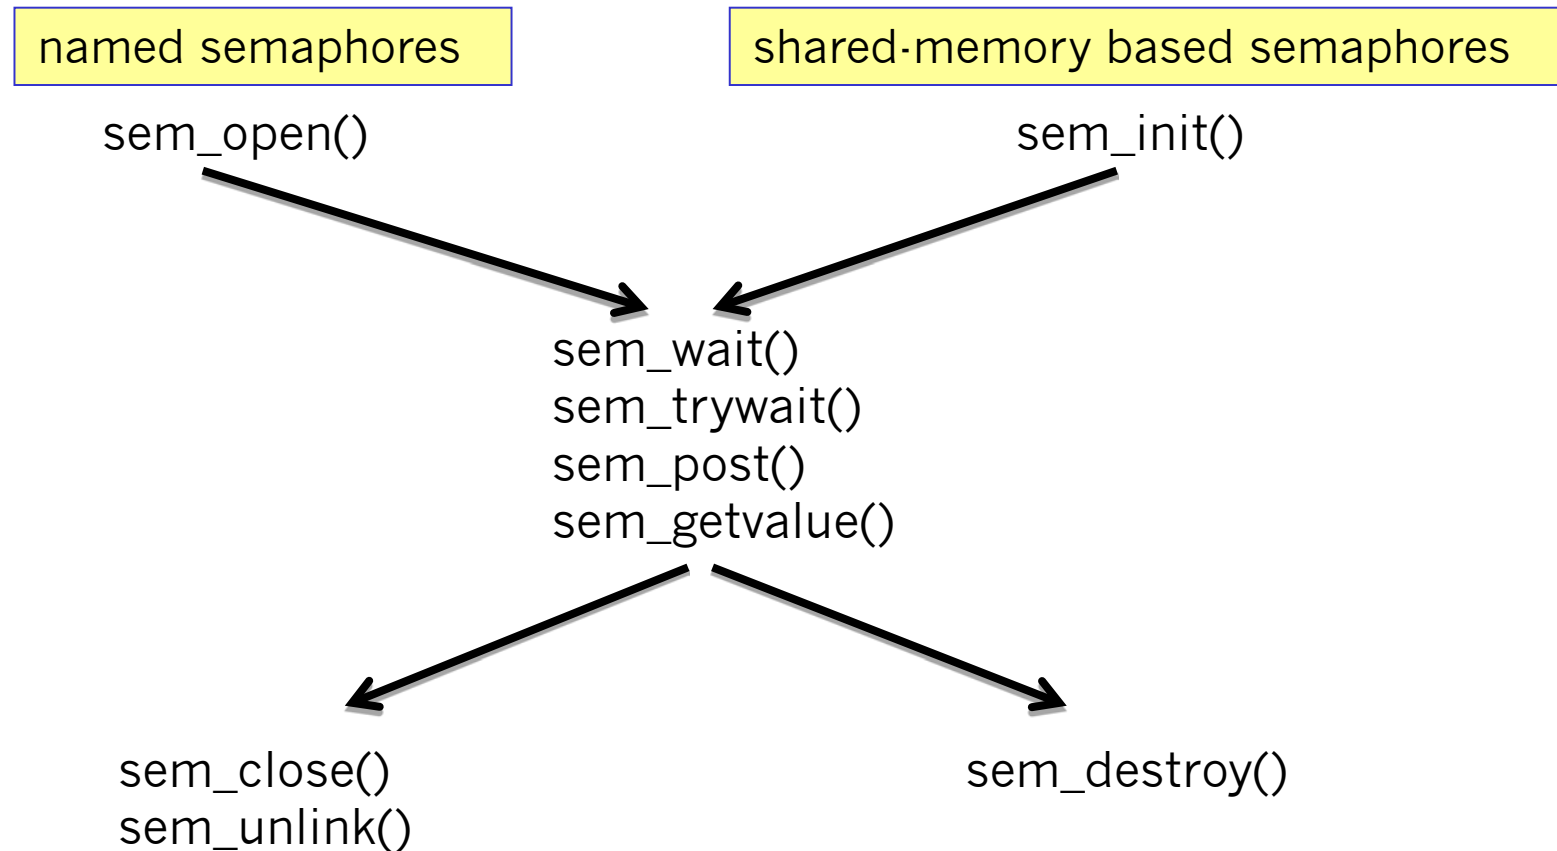 named semaphores
shared-memory based semaphores
sem_open()
sem_init()
sem_wait()
sem_trywait()
sem_post()
sem_getvalue()
sem_close()
sem_unlink()
sem_destroy()